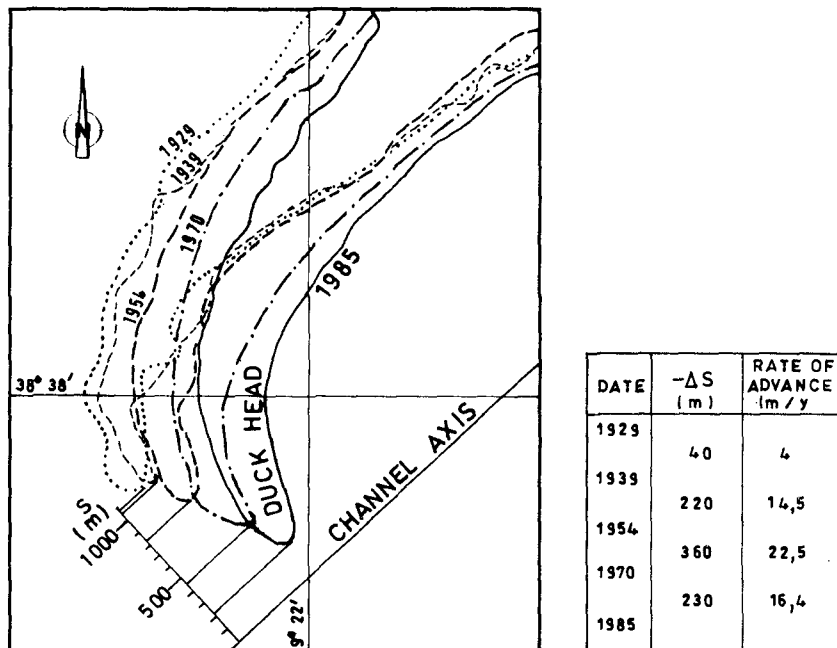 N
1929
1939
1970
1954
1985
38° 38'
DUCK HEAD
CHANNEL AXIS
S
(m)
1000
500
9° 22'
DATE
-ΔS
(m)
RATE OF
ADVANCE
(m/y
1929
40 4
1939
220 14,5
1954
360 22,5
1970
230 16,4
1985